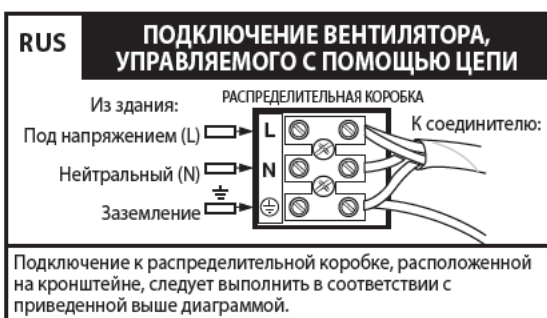 RUS
ПОДКЛЮЧЕНИЕ ВЕНТИЛЯТОРА,
УПРАВЛЯЕМОГО С ПОМОЩЬЮ ЦЕПИ
Из здания:
РАСПРЕДЕЛИТЕЛЬНАЯ КОРОБКА
К соединителю:
Под напряжением (L)
L
Нейтральный (N)
N
Заземление
Подключение к распределительной коробке, расположенной
на кронштейне, следует выполнить в соответствии с
приведенной выше диаграммой.